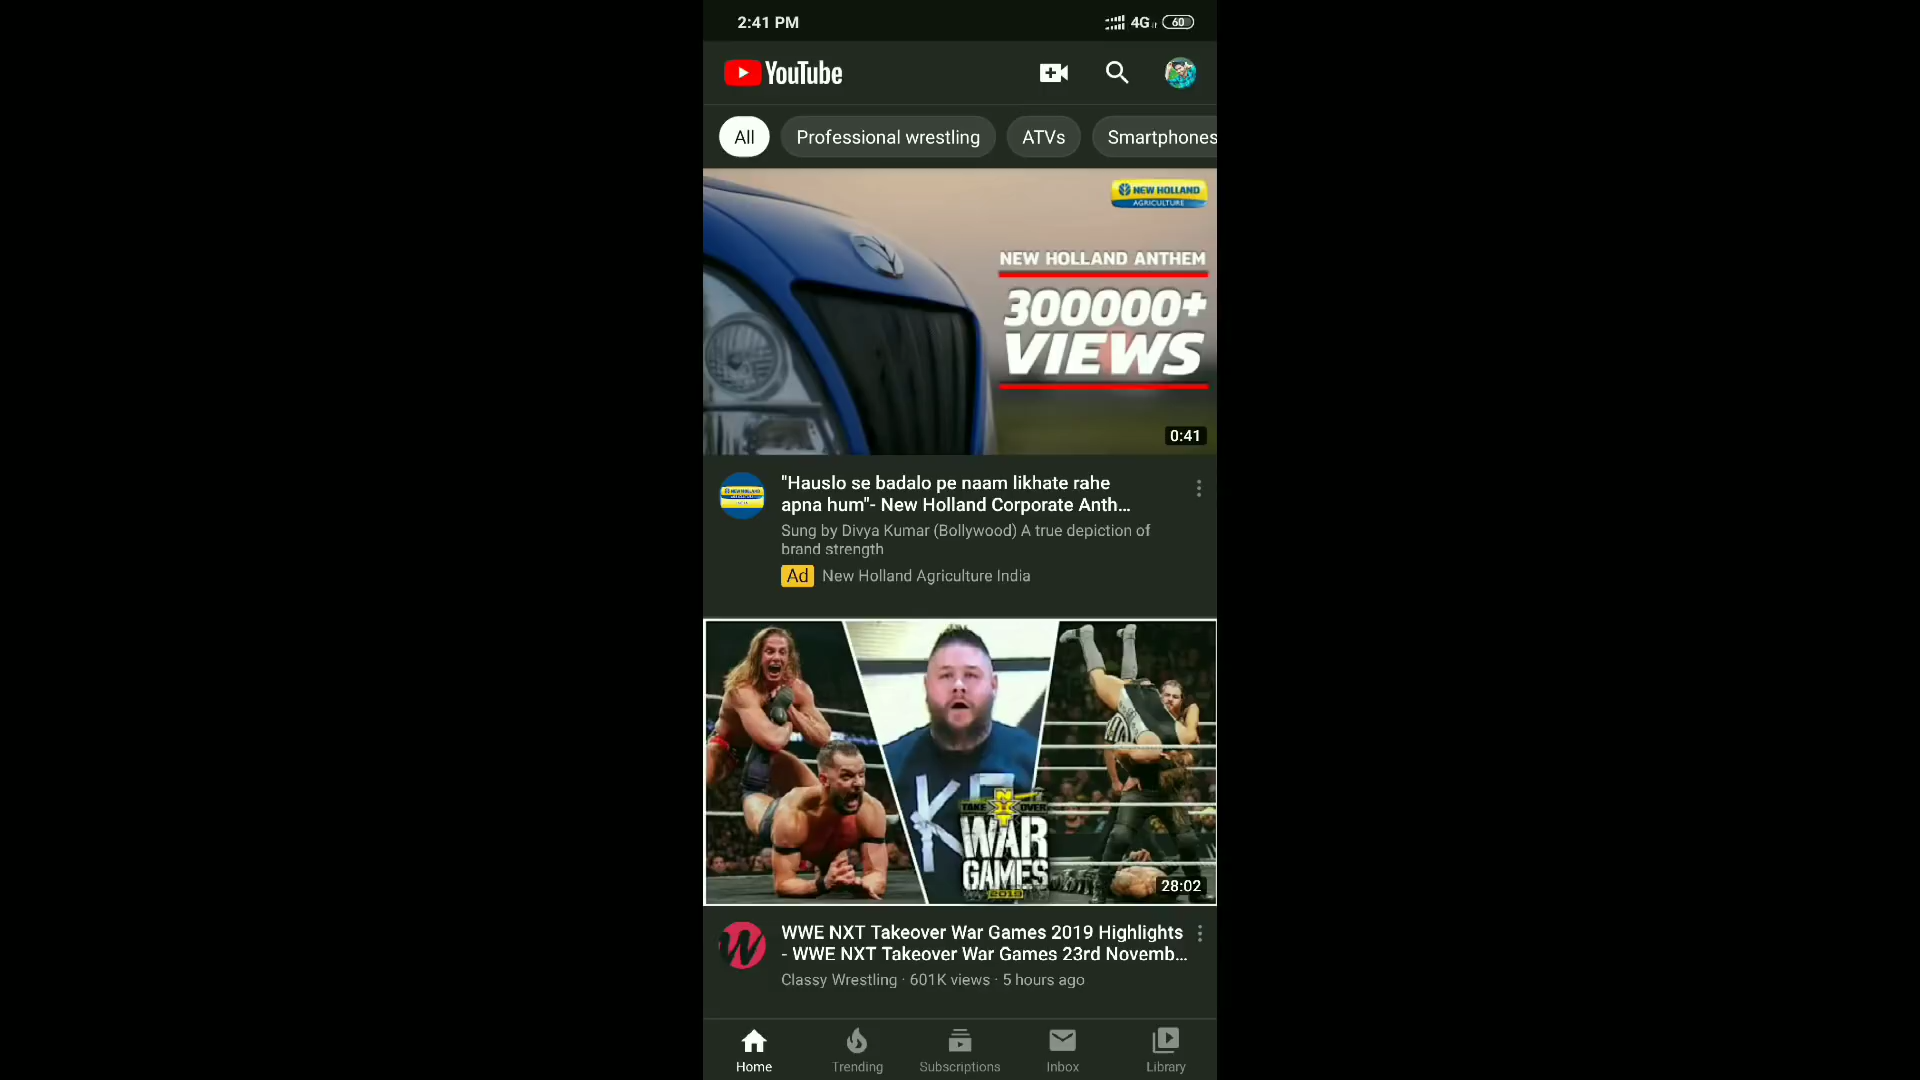 2:41 PM
4G
60
YouTube
All
Professional wrestling
ATVs
Smartphones
NEW HOLLAND
AGRICULTURE
NEW HOLLAND ANTHEM
300000+
VIEWS
0:41
"Hauslo se badalo pe naam likhate rahe
apna hum"- New Holland Corporate Anth...
Sung by Divya Kumar (Bollywood) A true depiction of
brand strength
Ad New Holland Agriculture India
TAKE OVER
WAR
GAMES
2019
28:02
WWE NXT Takeover War Games 2019 Highlights
- WWE NXT Takeover War Games 23rd Novemb...
Classy Wrestling · 601K views · 5 hours ago
Home
Trending
Subscriptions
Inbox
Library